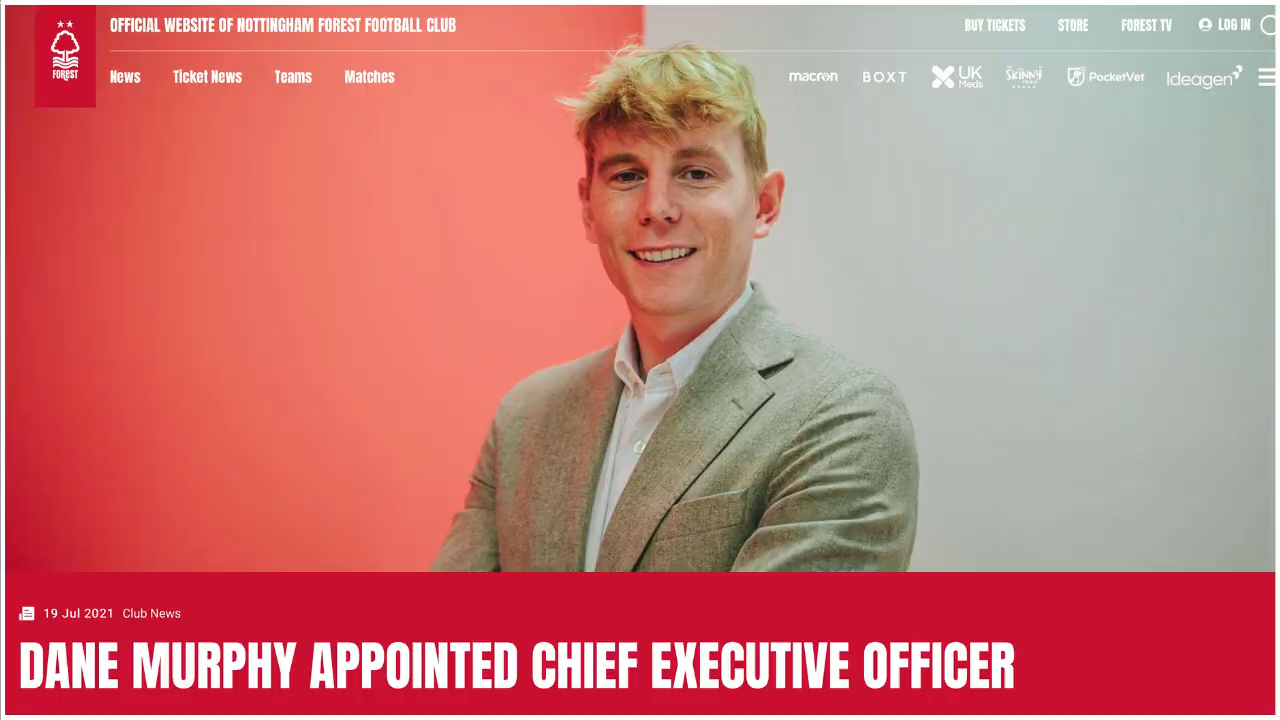 OFFICIAL WEBSITE OF NOTTINGHAM FOREST FOOTBALL CLUB
BUY TICKETS
STORE
FOREST TV
LOG IN
FOREST
News
Ticket News
Teams
Matches
macron
BOXT
UK
Meds
SKINNY
PocketVet
Ideagen
19 Jul 2021 Club News
DANE MURPHY APPOINTED CHIEF EXECUTIVE OFFICER